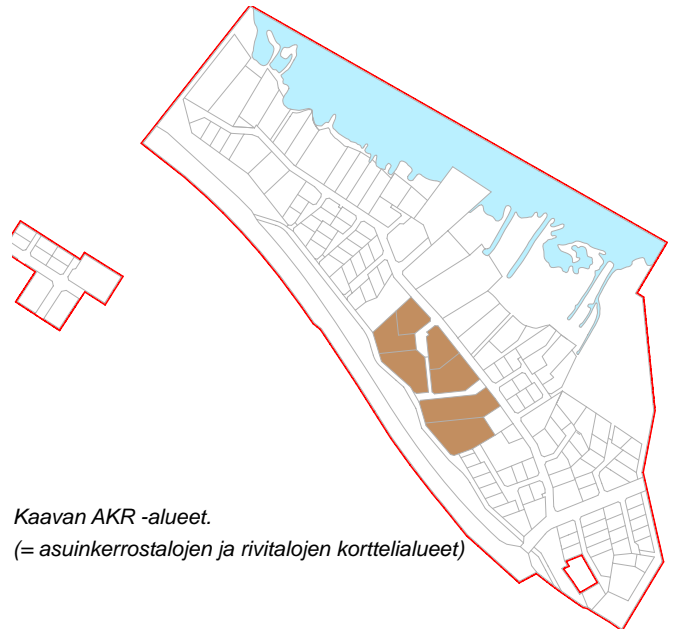 Kaavan AKR -alueet.
(= asuinkerrostalojen ja rivitalojen korttelialueet)